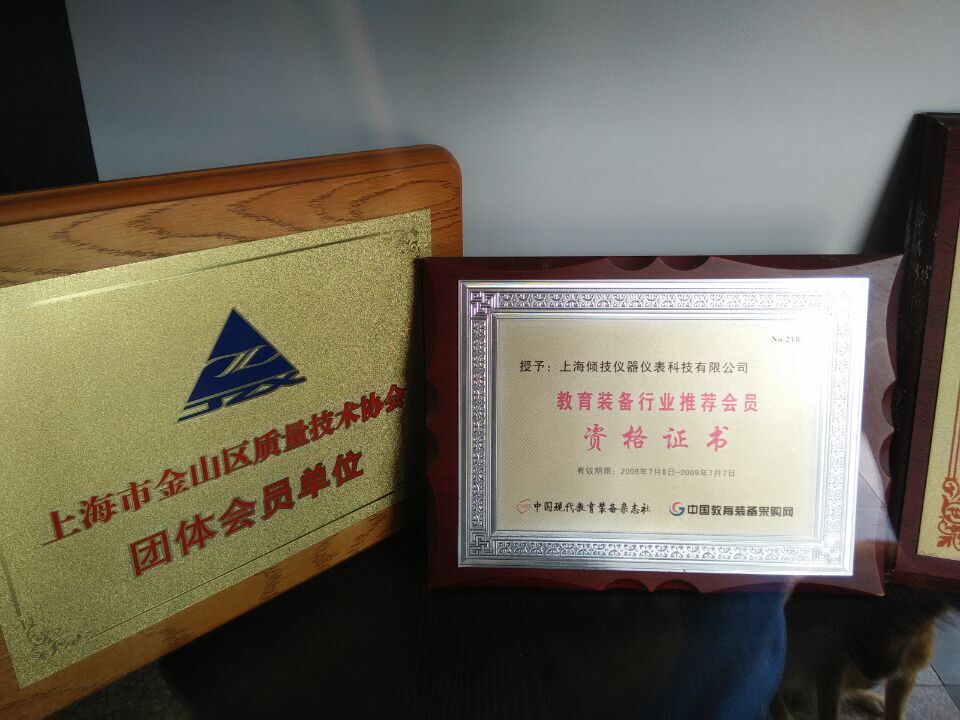 JZX
上海市金山区质量技术协会
团体会员单位
No.210
授予：上海倾技仪器仪表科技有限公司
教育装备行业推荐会员
资格证书
有效期限：2008年7月8日-2009年7月7日
中国现代教育装备杂志社
中国教育装备采购网